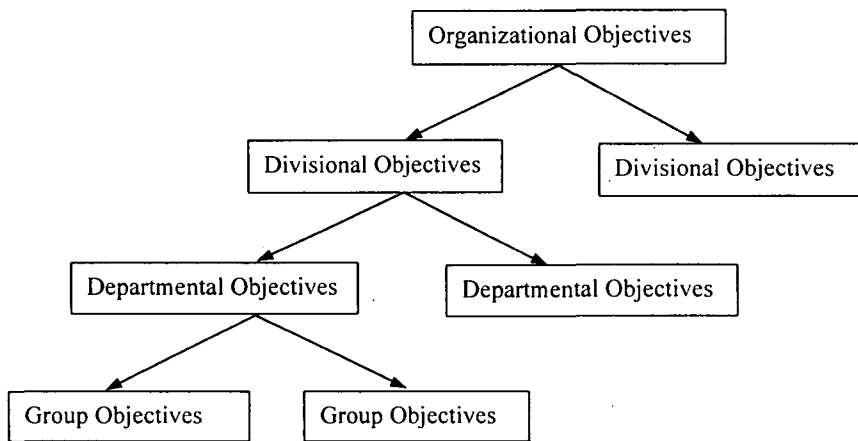 Organizational Objectives
Divisional Objectives
Divisional Objectives
Departmental Objectives
Departmental Objectives
Group Objectives
Group Objectives